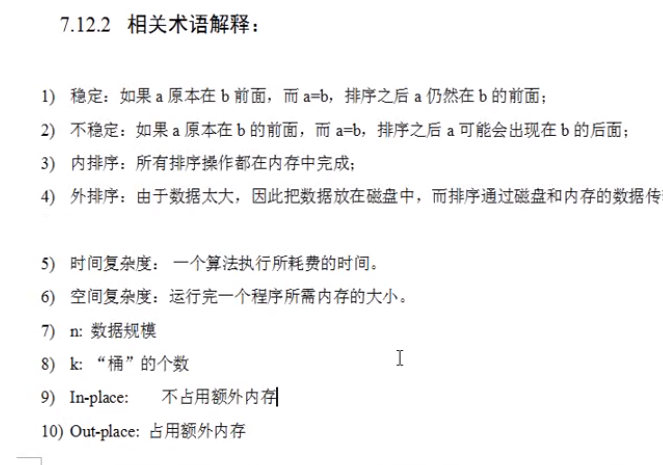 7.12.2 相关术语解释：
1) 稳定：如果 a 原本在 b 前面，而 a=b，排序之后 a 仍然在 b 的前面；
2) 不稳定：如果 a 原本在 b 的前面，而 a=b，排序之后 a 可能会出现在 b 的后面；
3) 内排序：所有排序操作都在内存中完成；
4) 外排序：由于数据太大，因此把数据放在磁盘中，而排序通过磁盘和内存的数据传
5) 时间复杂度： 一个算法执行所耗费的时间。
6) 空间复杂度：运行完一个程序所需内存的大小。
7) n: 数据规模
8) k: “桶”的个数
9) In-place: 不占用额外内存
10) Out-place: 占用额外内存